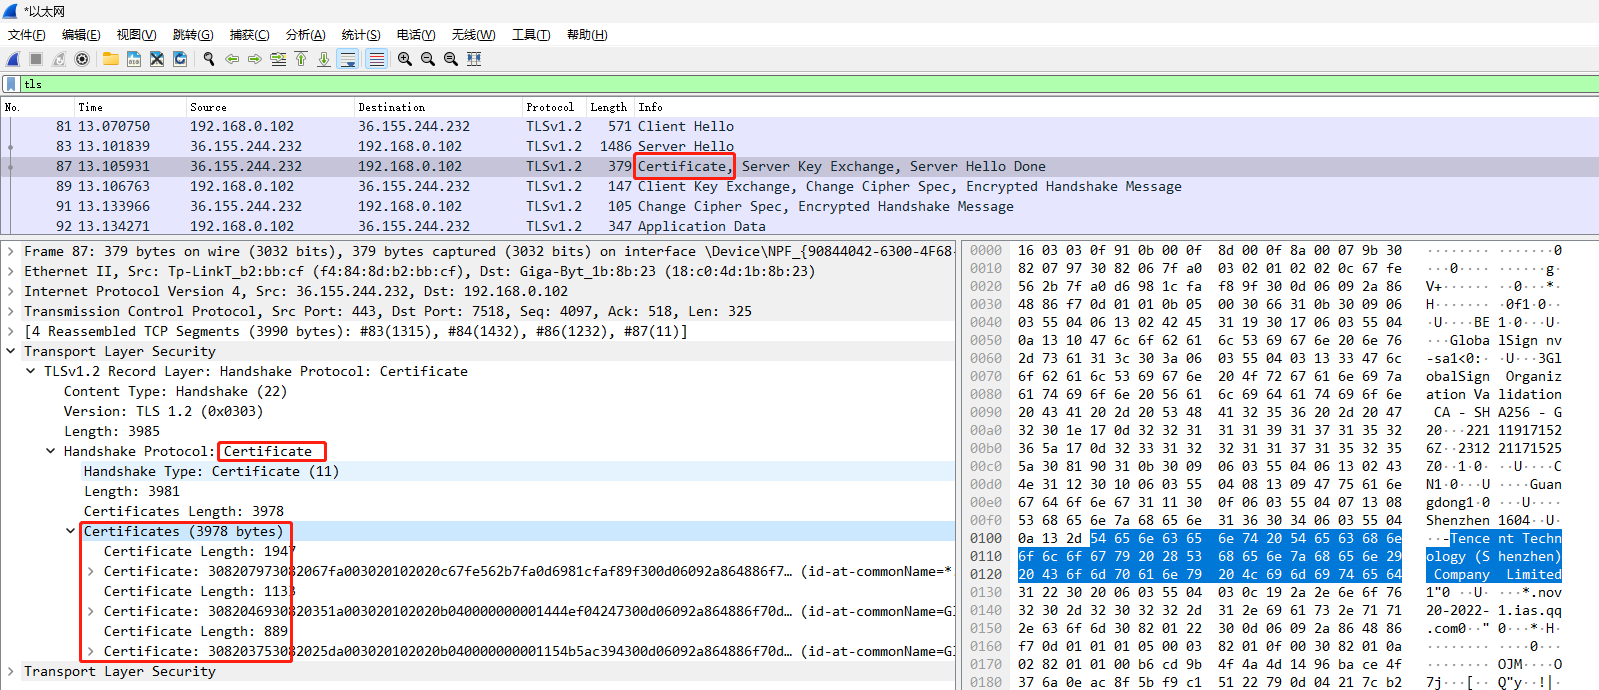 *以太网
文件(F) 编辑(E) 视图(V) 跳转(G) 捕获(C) 分析(A) 统计(S) 电话(Y) 无线(W) 工具(T) 帮助(H)
tls
No. Time Source Destination Protocol Length Info
81 13.070750 192.168.0.102 36.155.244.232 TLSv1.2 571 Client Hello
83 13.101839 36.155.244.232 192.168.0.102 TLSv1.2 1486 Server Hello
87 13.105931 36.155.244.232 192.168.0.102 TLSv1.2 379 Certificate, Server Key Exchange, Server Hello Done
89 13.106763 192.168.0.102 36.155.244.232 TLSv1.2 147 Client Key Exchange, Change Cipher Spec, Encrypted Handshake Message
91 13.133966 36.155.244.232 192.168.0.102 TLSv1.2 105 Change Cipher Spec, Encrypted Handshake Message
92 13.134271 192.168.0.102 36.155.244.232 TLSv1.2 347 Application Data
Frame 87: 379 bytes on wire (3032 bits), 379 bytes captured (3032 bits) on interface \Device\NPF_{90844042-6300-4F68-
Ethernet II, Src: Tp-LinkT_b2:bb:cf (f4:84:8d:b2:bb:cf), Dst: Giga-Byt_1b:8b:23 (18:c0:4d:1b:8b:23)
Internet Protocol Version 4, Src: 36.155.244.232, Dst: 192.168.0.102
Transmission Control Protocol, Src Port: 443, Dst Port: 7518, Seq: 4097, Ack: 518, Len: 325
[4 Reassembled TCP Segments (3990 bytes): #83(1315), #84(1432), #86(1232), #87(11)]
Transport Layer Security
TLSv1.2 Record Layer: Handshake Protocol: Certificate
Content Type: Handshake (22)
Version: TLS 1.2 (0x0303)
Length: 3985
Handshake Protocol: Certificate
Handshake Type: Certificate (11)
Length: 3981
Certificates Length: 3978
Certificates (3978 bytes)
Certificate Length: 1947
Certificate: 308207973082067fa003020102020c67fe562b7fa0d6981cfaf89f300d06092a864886f7… (id-at-commonName=*.
Certificate Length: 1133
Certificate: 3082046930820351a003020102020b040000000001444ef04247300d06092a864886f70d… (id-at-commonName=Gl
Certificate Length: 889
Certificate: 308203753082025da003020102020b040000000001154b5ac394300d06092a864886f70d… (id-at-commonName=Gl
Transport Layer Security
0000 16 03 03 0f 91 0b 00 0f 8d 00 0f 8a 00 07 9b 30 ···············0
0010 82 07 97 30 82 06 7f a0 03 02 01 02 02 0c 67 fe ···0··········g·
0020 56 2b 7f a0 d6 98 1c fa f8 9f 30 0d 06 09 2a 86 V+········0···*·
0030 48 86 f7 0d 01 01 0b 05 00 30 66 31 0b 30 09 06 H········0f1·0··
0040 03 55 04 06 13 02 42 45 31 19 30 17 06 03 55 04 ·U····BE1·0···U·
0050 0a 13 10 47 6c 6f 62 61 6c 53 69 67 6e 20 6e 76 ···GlobalSign nv
0060 2d 73 61 31 3c 30 3a 06 03 55 04 03 13 33 47 6c -sa1<0:··U···3Gl
0070 6f 62 61 6c 53 69 67 6e 20 4f 72 67 61 6e 69 7a obalSign Organiz
0080 61 74 69 6f 6e 20 56 61 6c 69 64 61 74 69 6f 6e ation Validation
0090 20 43 41 20 2d 20 53 48 41 32 35 36 20 2d 20 47 CA - SHA256 - G
00a0 32 30 1e 17 0d 32 32 31 31 31 39 31 37 31 35 32 20···22111917152
00b0 36 5a 17 0d 32 33 31 32 32 31 31 37 31 35 32 35 6Z··231221171525
00c0 5a 30 81 90 31 0b 30 09 06 03 55 04 06 13 02 43 Z0··1·0···U····C
00d0 4e 31 12 30 10 06 03 55 04 08 13 09 47 75 61 6e N1·0···U····Guan
00e0 67 64 6f 6e 67 31 11 30 0f 06 03 55 04 07 13 08 gdong1·0···U····
00f0 53 68 65 6e 7a 68 65 6e 31 36 30 34 06 03 55 04 Shenzhen1604··U·
0100 0a 13 2d 54 65 6e 63 65 6e 74 20 54 65 63 68 6e ··-Tencent Techn
0110 6f 6c 6f 67 79 20 28 53 68 65 6e 7a 68 65 6e 29 ology (Shenzhen)
0120 20 43 6f 6d 70 61 6e 79 20 4c 69 6d 69 74 65 64 Company Limited
0130 31 22 30 20 06 03 55 04 03 0c 19 2a 2e 6e 6f 76 1"0 ··U····*.nov
0140 32 30 2d 32 30 32 32 2d 31 2e 69 61 73 2e 71 71 20-2022-1.ias.qq
0150 2e 63 6f 6d 30 82 01 22 30 0d 06 09 2a 86 48 86 .com0··"0···*·H·
0160 f7 0d 01 01 01 05 00 03 82 01 0f 00 30 82 01 0a ············0···
0170 02 82 01 01 00 b6 cd 9b 4f 4a 4d 14 96 ba ce 4f ········OJM····O
0180 37 6a 0e ac 8f 5b f9 c1 51 22 79 0d 04 21 7c b2 7j···[··Q"y··!|·